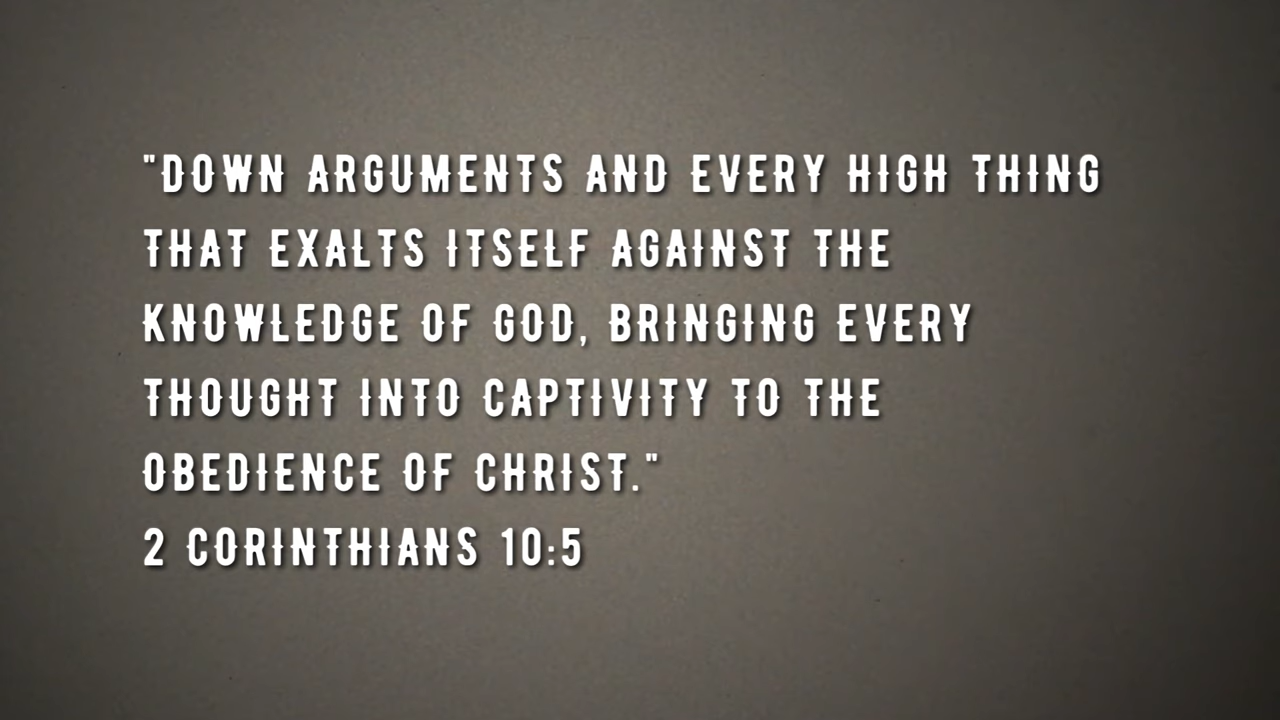 "DOWN ARGUMENTS AND EVERY HIGH THING
THAT EXALTS ITSELF AGAINST THE
KNOWLEDGE OF GOD, BRINGING EVERY
THOUGHT INTO CAPTIVITY TO THE
OBEDIENCE OF CHRIST."
2 CORINTHIANS 10:5